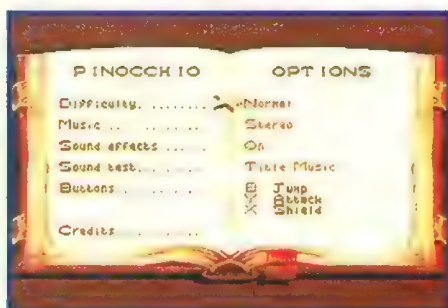 PINOCCHIO OPTIONS
Difficulty......... Normal
Music .. ........ Stereo
Sound effects .... On
Sound test........ Title Music
Buttons ......... B Jump
Y Attack
X Shield
Credits ........